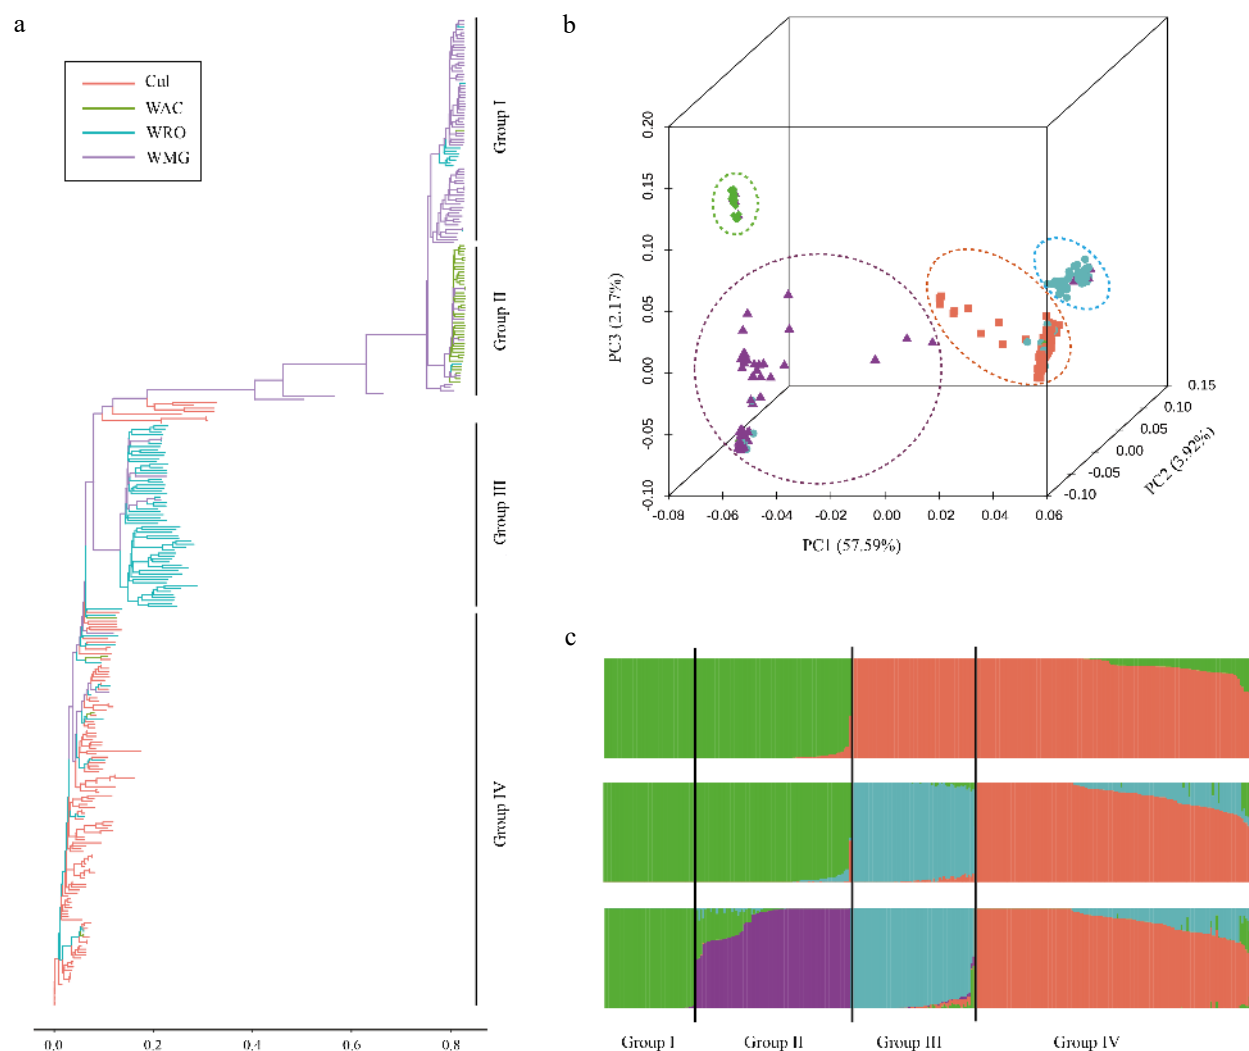 a
Cul
WAC
WRO
WMG
Group I
Group II
Group III
Group IV
0.0 0.2 0.4 0.6 0.8
b
PC3 (2.17%)
0.20
0.15
0.10
0.05
0.00
-0.05
-0.10
-0.08 -0.06 -0.04 -0.02 0.00 0.02 0.04 0.06
PC1 (57.59%)
0.15
0.10
0.05
0.00
-0.05
-0.10
PC2 (3.92%)
c
Group I Group II Group III Group IV